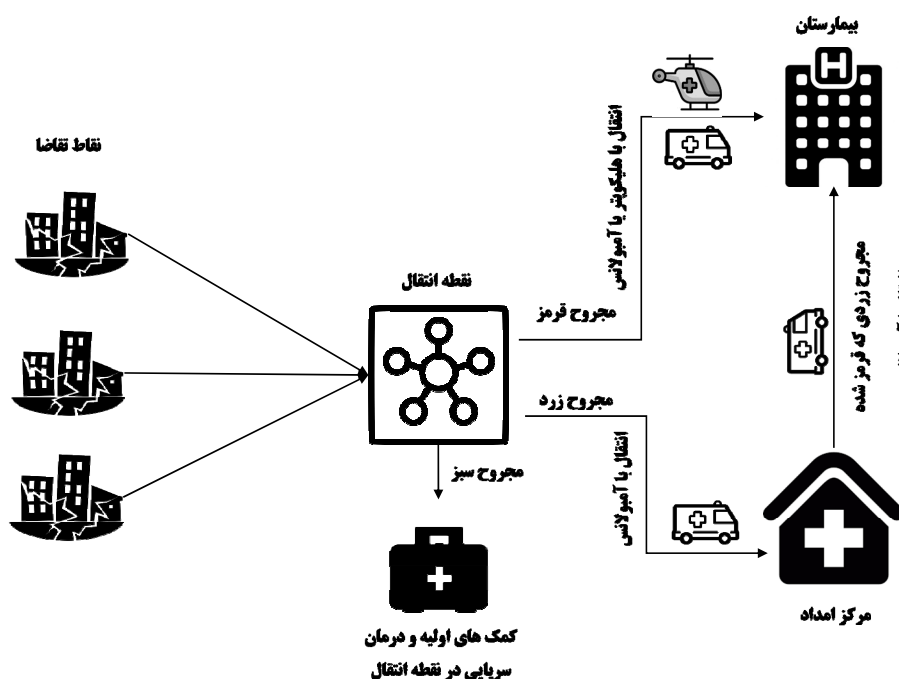 بیمارستان
نقاط تقاضا
انتقال با هلیکوپتر یا آمبولانس
نقطه انتقال
مجروح قرمز
مجروح زردی که قرمز شده
مجروح زرد
انتقال با آمبولانس
مجروح سبز
مرکز امداد
کمک های اولیه و درمان
سرپایی در نقطه انتقال